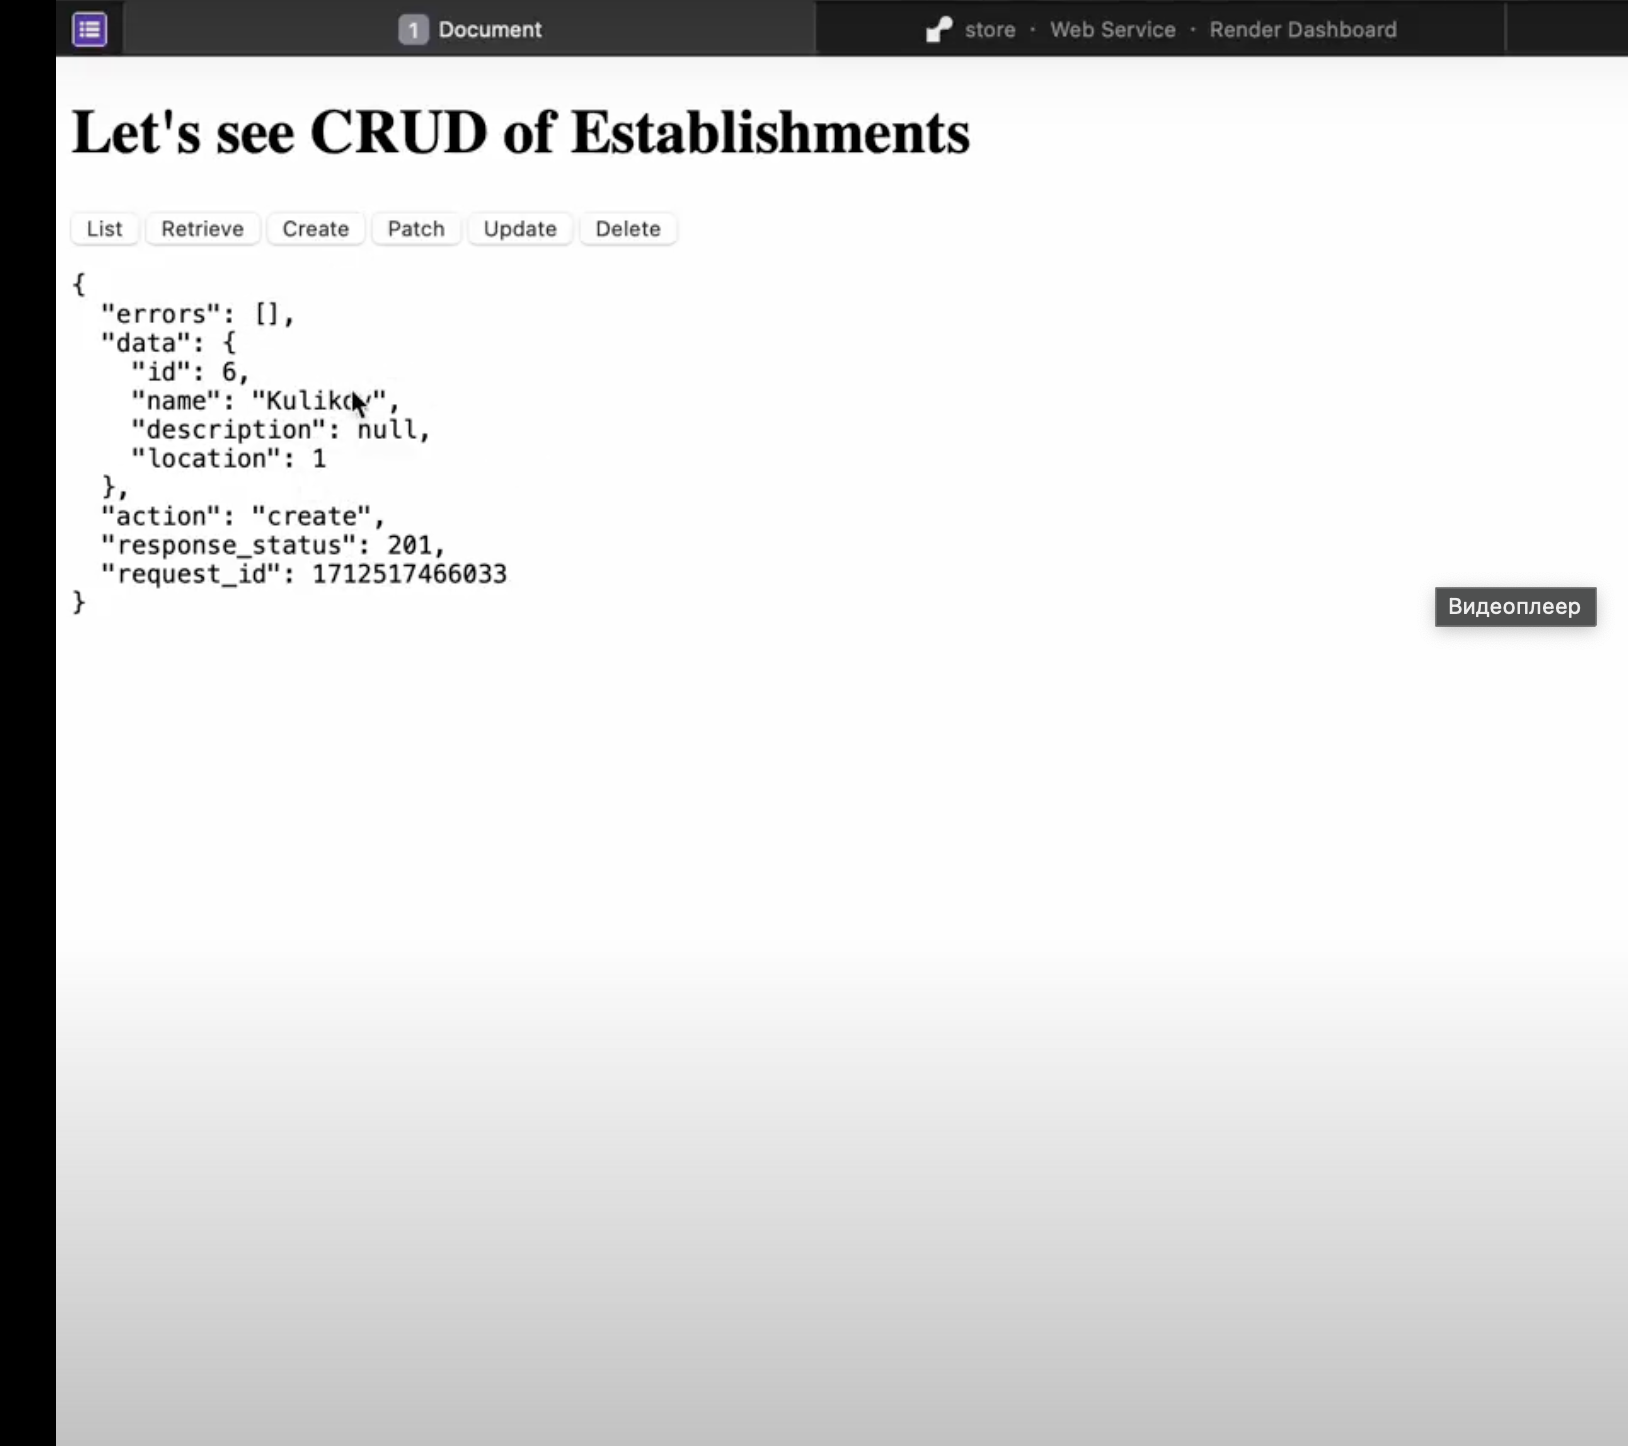 1 Document
store · Web Service · Render Dashboard
Let's see CRUD of Establishments
List Retrieve Create Patch Update Delete
{
"errors": [],
"data": {
"id": 6,
"name": "Kulikov",
"description": null,
"location": 1
},
"action": "create",
"response_status": 201,
"request_id": 1712517466033
}
Видеоплеер